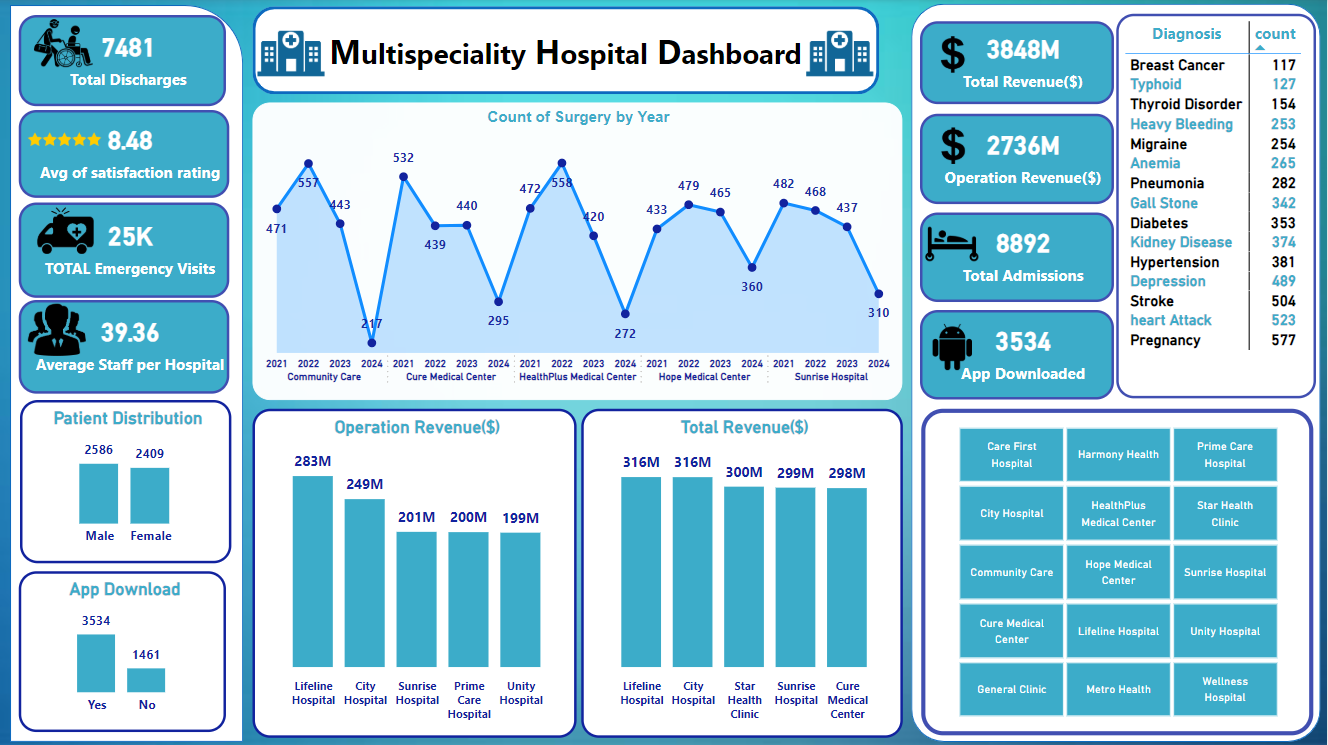 Multispeciality Hospital Dashboard
7481
Total Discharges
8.48
Avg of satisfaction rating
25K
TOTAL Emergency Visits
39.36
Average Staff per Hospital
Patient Distribution
2586
2409
Male Female
App Download
3534
1461
Yes No
Count of Surgery by Year
471 557 443 217
532 439 440 295
472 558 420 272
433 479 465 360
482 468 437 310
2021 2022 2023 2024 2021 2022 2023 2024 2021 2022 2023 2024 2021 2022 2023 2024 2021 2022 2023 2024
Community Care Cure Medical Center HealthPlus Medical Center Hope Medical Center Sunrise Hospital
Operation Revenue($)
283M 249M 201M 200M 199M
Lifeline Hospital
City Hospital
Sunrise Hospital
Prime Care Hospital
Unity Hospital
Total Revenue($)
316M 316M 300M 299M 298M
Lifeline Hospital
City Hospital
Star Health Clinic
Sunrise Hospital
Cure Medical Center
$ 3848M
Total Revenue($)
$ 2736M
Operation Revenue($)
8892
Total Admissions
3534
App Downloaded
Diagnosis count
Breast Cancer 117
Typhoid 127
Thyroid Disorder 154
Heavy Bleeding 253
Migraine 254
Anemia 265
Pneumonia 282
Gall Stone 342
Diabetes 353
Kidney Disease 374
Hypertension 381
Depression 489
Stroke 504
heart Attack 523
Pregnancy 577
Care First Hospital
Harmony Health
Prime Care Hospital
City Hospital
HealthPlus Medical Center
Star Health Clinic
Community Care
Hope Medical Center
Sunrise Hospital
Cure Medical Center
Lifeline Hospital
Unity Hospital
General Clinic
Metro Health
Wellness Hospital